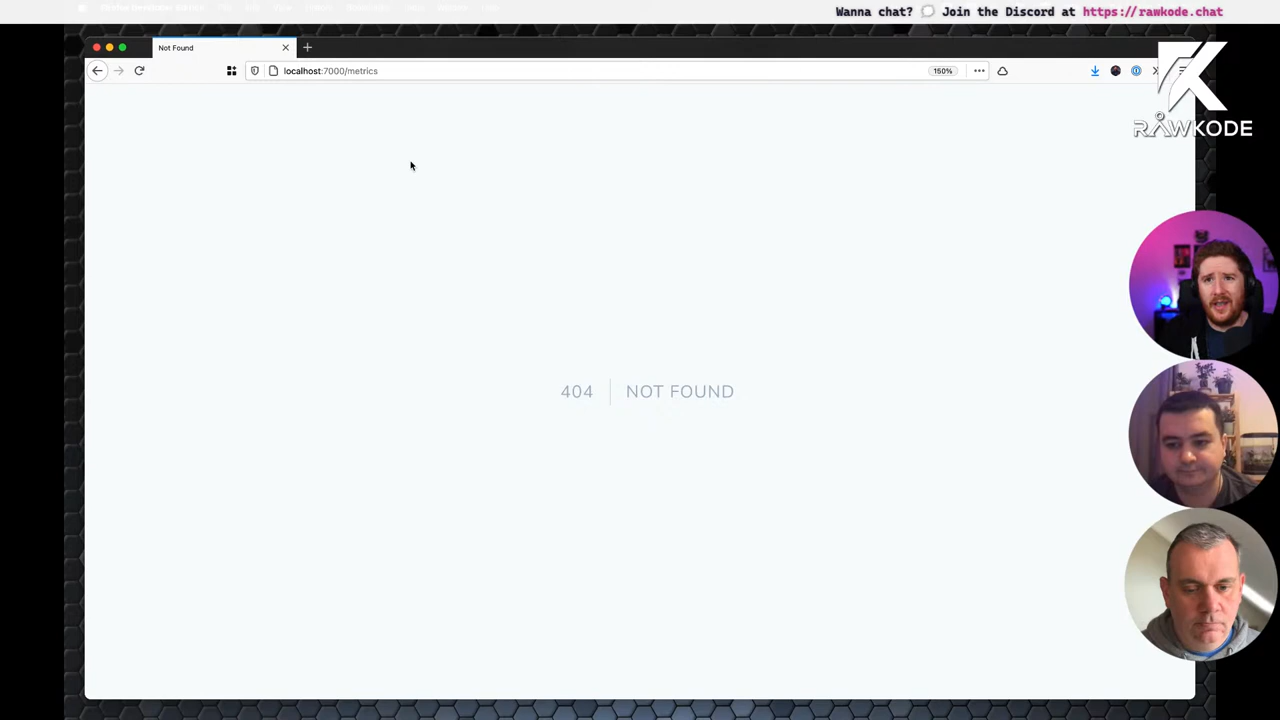 Wanna chat? 💬 Join the Discord at https://rawkode.chat
Not Found
localhost:7000/metrics
150%
RAWKODE
404 | NOT FOUND